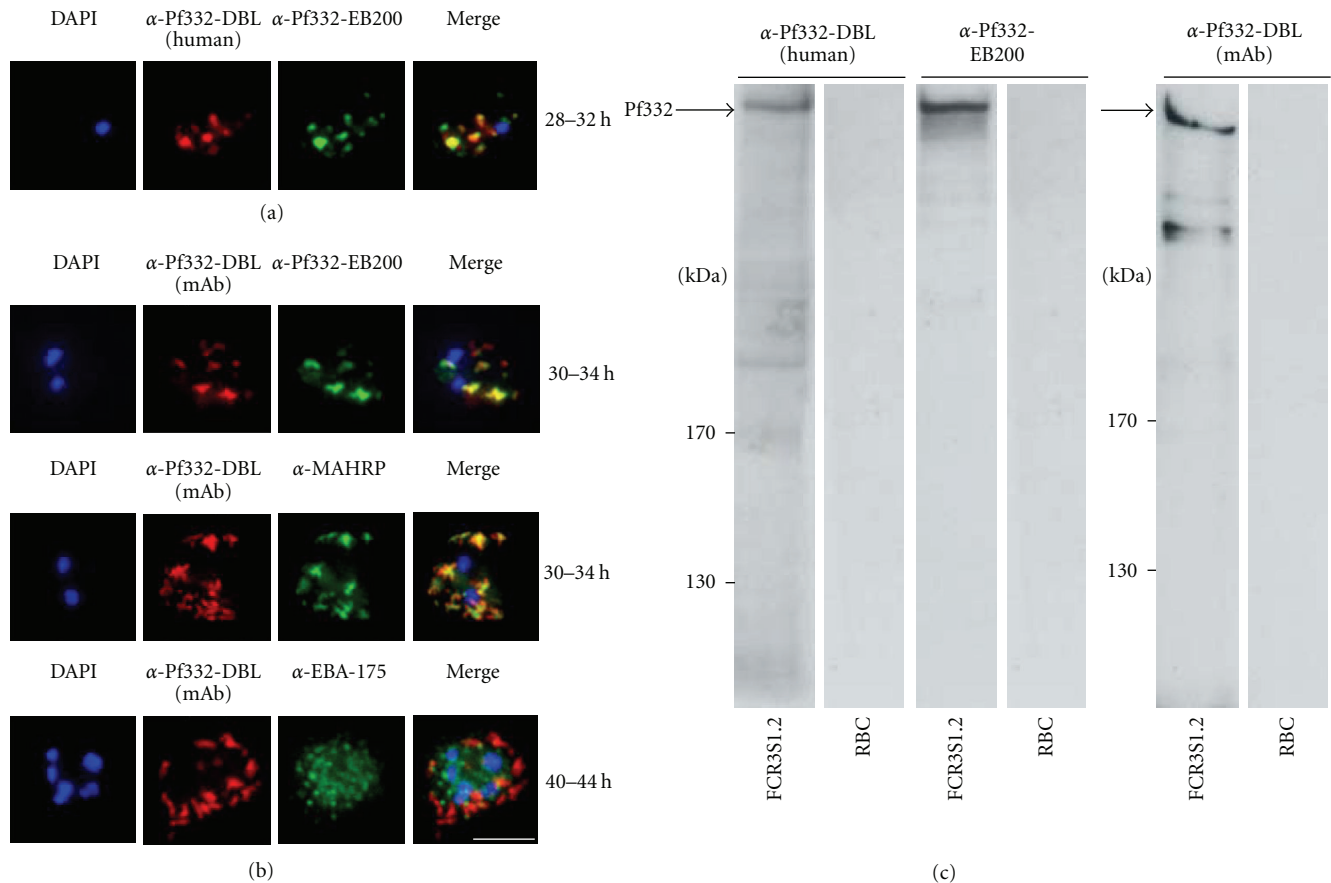 DAPI α-Pf332-DBL (human) α-Pf332-EB200 Merge
28–32 h
(a)
DAPI α-Pf332-DBL (mAb) α-Pf332-EB200 Merge
30–34 h
DAPI α-Pf332-DBL (mAb) α-MAHRP Merge
30–34 h
DAPI α-Pf332-DBL (mAb) α-EBA-175 Merge
40–44 h
(b)
α-Pf332-DBL (human)
α-Pf332-EB200
α-Pf332-DBL (mAb)
Pf332
(kDa)
170
130
(kDa)
170
130
FCR3S1.2
RBC
FCR3S1.2
RBC
FCR3S1.2
RBC
(c)